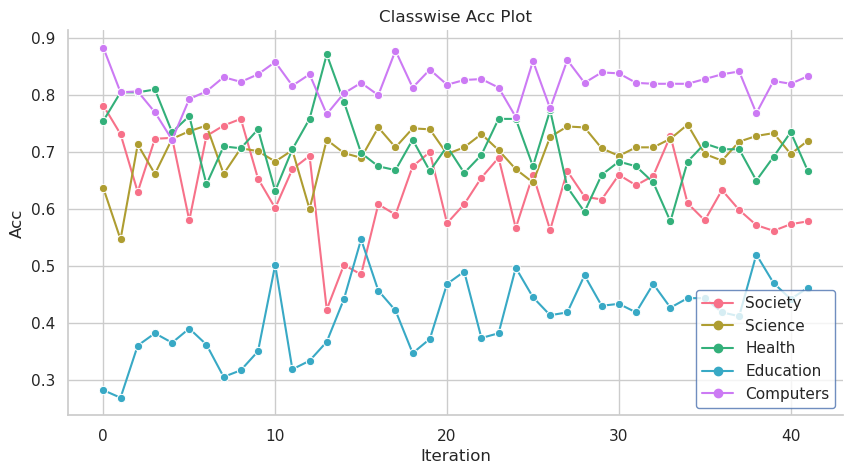 Classwise Acc Plot
0.9
0.8
0.7
0.6
0.5
0.4
0.3
Acc
0
10
20
30
40
Iteration
Society
Science
Health
Education
Computers